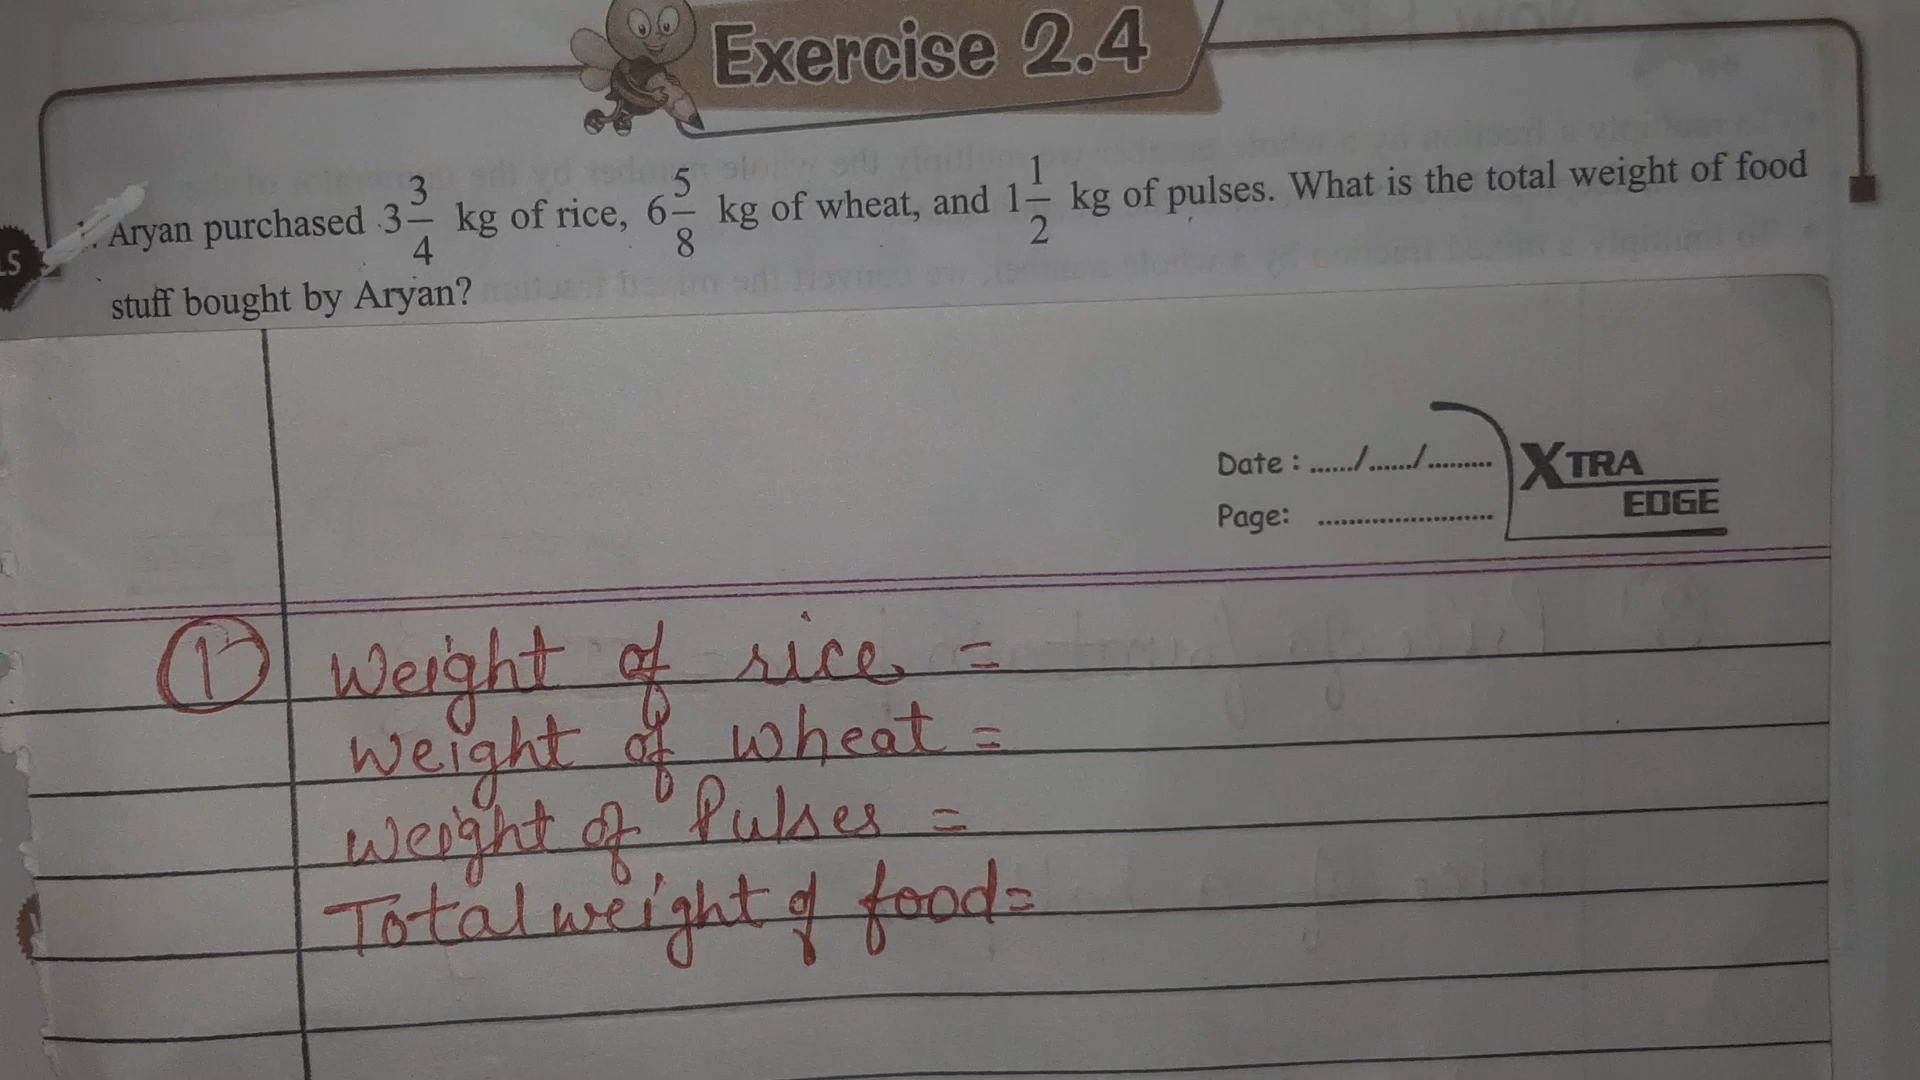 Exercise 2.4
1. Aryan purchased 3 3/4 kg of rice, 6 5/8 kg of wheat, and 1 1/2 kg of pulses. What is the total weight of food
stuff bought by Aryan?
Date : ....../....../.........
Page: ........................
XTRA
EDGE
1 Weight of rice =
Weight of wheat =
Weight of Pulses =
Total weight of food=